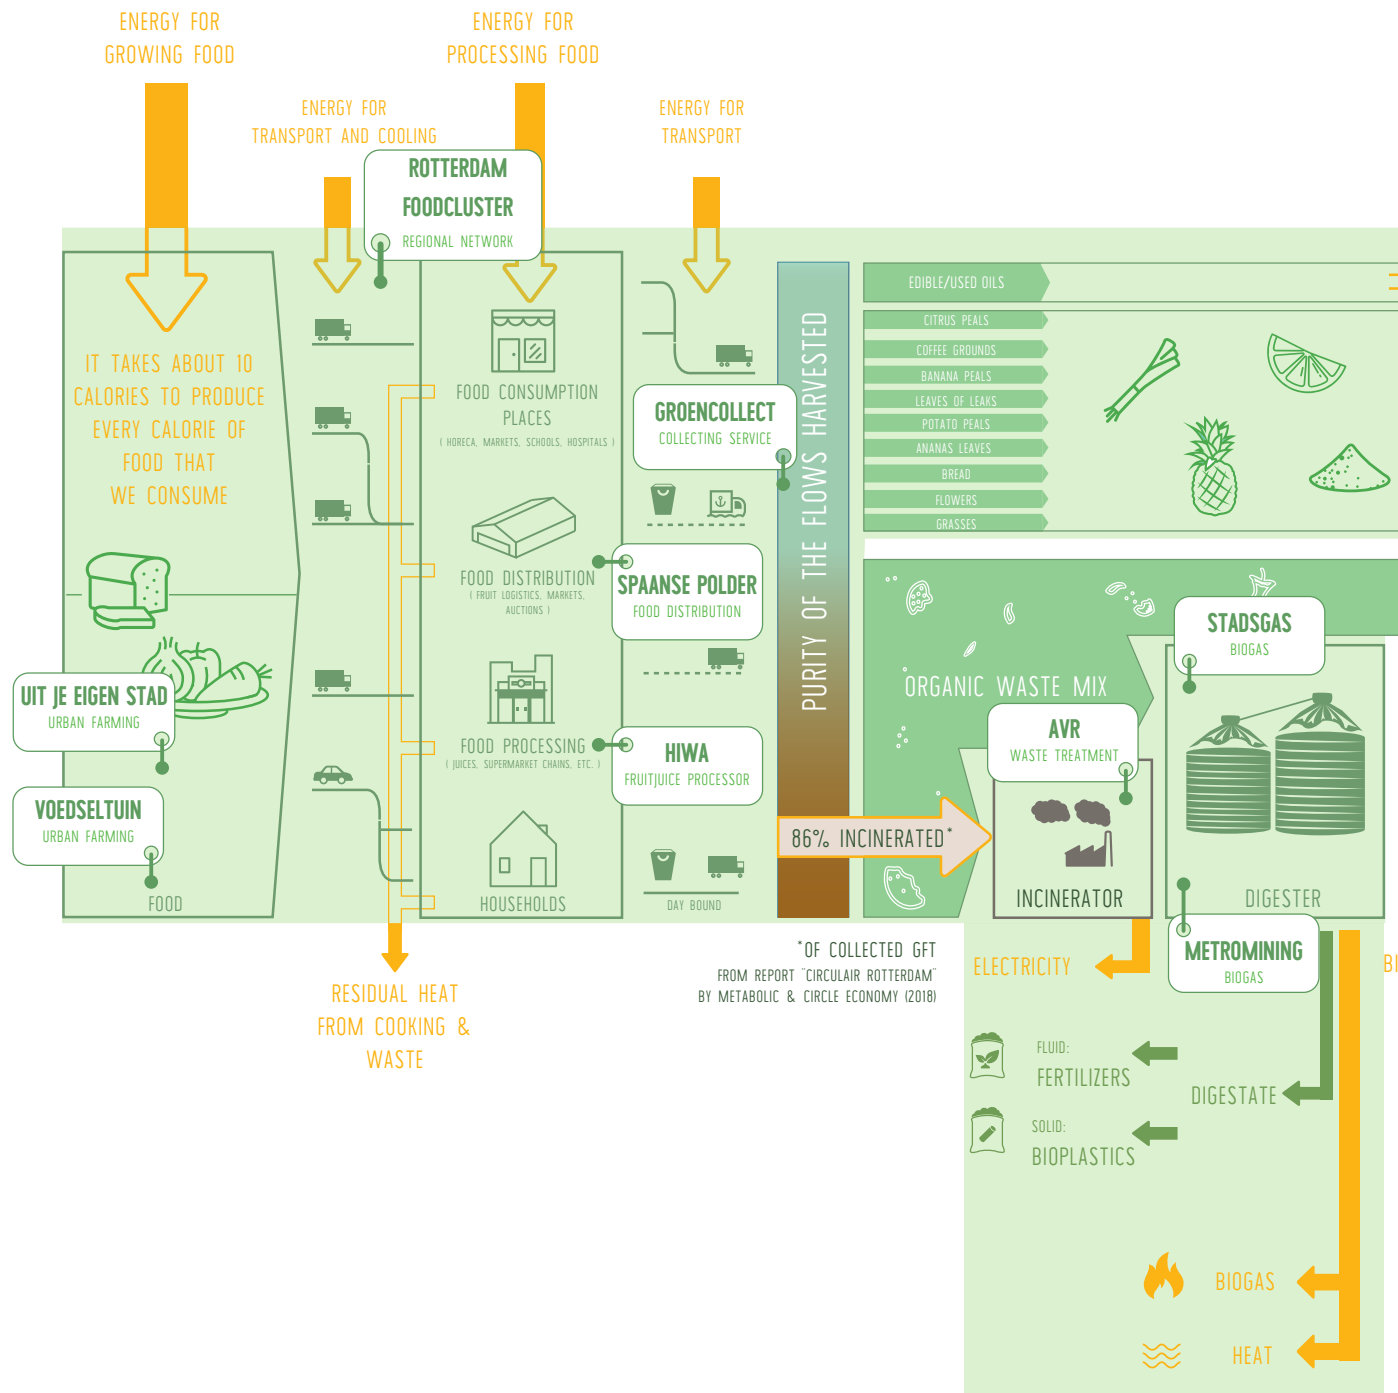 ENERGY FOR
GROWING FOOD
ENERGY FOR
PROCESSING FOOD
ENERGY FOR
TRANSPORT AND COOLING
ENERGY FOR
TRANSPORT
ROTTERDAM
FOODCLUSTER
REGIONAL NETWORK
IT TAKES ABOUT 10
CALORIES TO PRODUCE
EVERY CALORIE OF
FOOD THAT
WE CONSUME
UIT JE EIGEN STAD
URBAN FARMING
VOEDSELTUIN
URBAN FARMING
FOOD
FOOD CONSUMPTION
PLACES
( HORECA, MARKETS, SCHOOLS, HOSPITALS )
FOOD DISTRIBUTION
( FRUIT LOGISTICS, MARKETS,
AUCTIONS )
FOOD PROCESSING
( JUICES, SUPERMARKET CHAINS, ETC. )
HOUSEHOLDS
GROENCOLLECT
COLLECTING SERVICE
SPAANSE POLDER
FOOD DISTRIBUTION
HIWA
FRUITJUICE PROCESSOR
DAY BOUND
RESIDUAL HEAT
FROM COOKING &
WASTE
PURITY OF THE FLOWS HARVESTED
EDIBLE/USED OILS
CITRUS PEALS
COFFEE GROUNDS
BANANA PEALS
LEAVES OF LEAKS
POTATO PEALS
ANANAS LEAVES
BREAD
FLOWERS
GRASSES
ORGANIC WASTE MIX
STADSGAS
BIOGAS
AVR
WASTE TREATMENT
86% INCINERATED*
INCINERATOR
DIGESTER
*OF COLLECTED GFT
FROM REPORT "CIRCULAIR ROTTERDAM"
BY METABOLIC & CIRCLE ECONOMY (2018)
ELECTRICITY
METROMINING
BIOGAS
FLUID:
FERTILIZERS
DIGESTATE
SOLID:
BIOPLASTICS
BIOGAS
HEAT